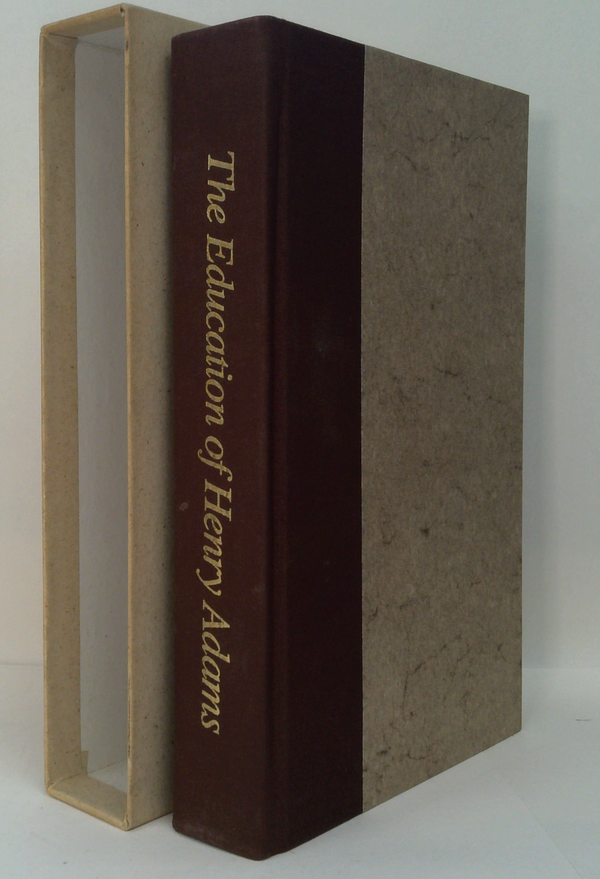 The Education of Henry Adams